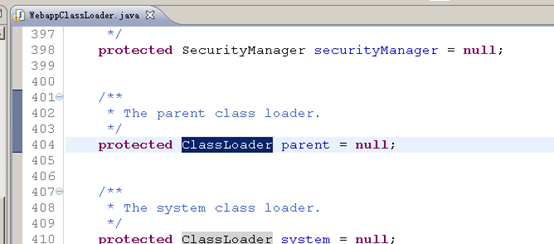 WebappClassLoader.java
397 */
398 protected SecurityManager securityManager = null;
399
400
401 /**
402 * The parent class loader.
403 */
404 protected ClassLoader parent = null;
405
406
407 /**
408 * The system class loader.
409 */
410 protected ClassLoader system = null;